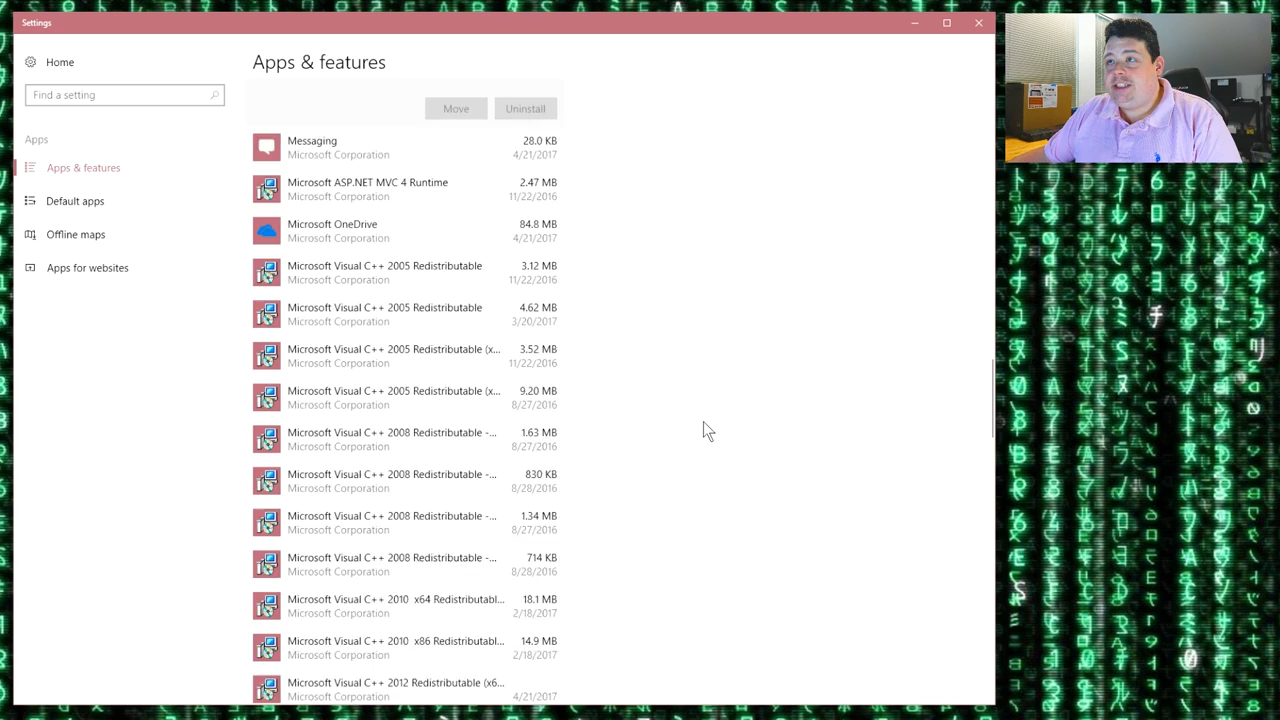 Settings
Home
Find a setting
Apps
Apps & features
Default apps
Offline maps
Apps for websites
Apps & features
Move
Uninstall
Messaging 28.0 KB
Microsoft Corporation 4/21/2017
Microsoft ASP.NET MVC 4 Runtime 2.47 MB
Microsoft Corporation 11/22/2016
Microsoft OneDrive 84.8 MB
Microsoft Corporation 4/21/2017
Microsoft Visual C++ 2005 Redistributable 3.12 MB
Microsoft Corporation 11/22/2016
Microsoft Visual C++ 2005 Redistributable 4.62 MB
Microsoft Corporation 3/20/2017
Microsoft Visual C++ 2005 Redistributable (x... 3.52 MB
Microsoft Corporation 11/22/2016
Microsoft Visual C++ 2005 Redistributable (x... 9.20 MB
Microsoft Corporation 8/27/2016
Microsoft Visual C++ 2008 Redistributable -... 1.63 MB
Microsoft Corporation 8/27/2016
Microsoft Visual C++ 2008 Redistributable -... 830 KB
Microsoft Corporation 8/28/2016
Microsoft Visual C++ 2008 Redistributable -... 1.34 MB
Microsoft Corporation 8/27/2016
Microsoft Visual C++ 2008 Redistributable -... 714 KB
Microsoft Corporation 8/28/2016
Microsoft Visual C++ 2010 x64 Redistributabl... 18.1 MB
Microsoft Corporation 2/18/2017
Microsoft Visual C++ 2010 x86 Redistributabl... 14.9 MB
Microsoft Corporation 2/18/2017
Microsoft Visual C++ 2012 Redistributable (x6...
Microsoft Corporation 4/21/2017